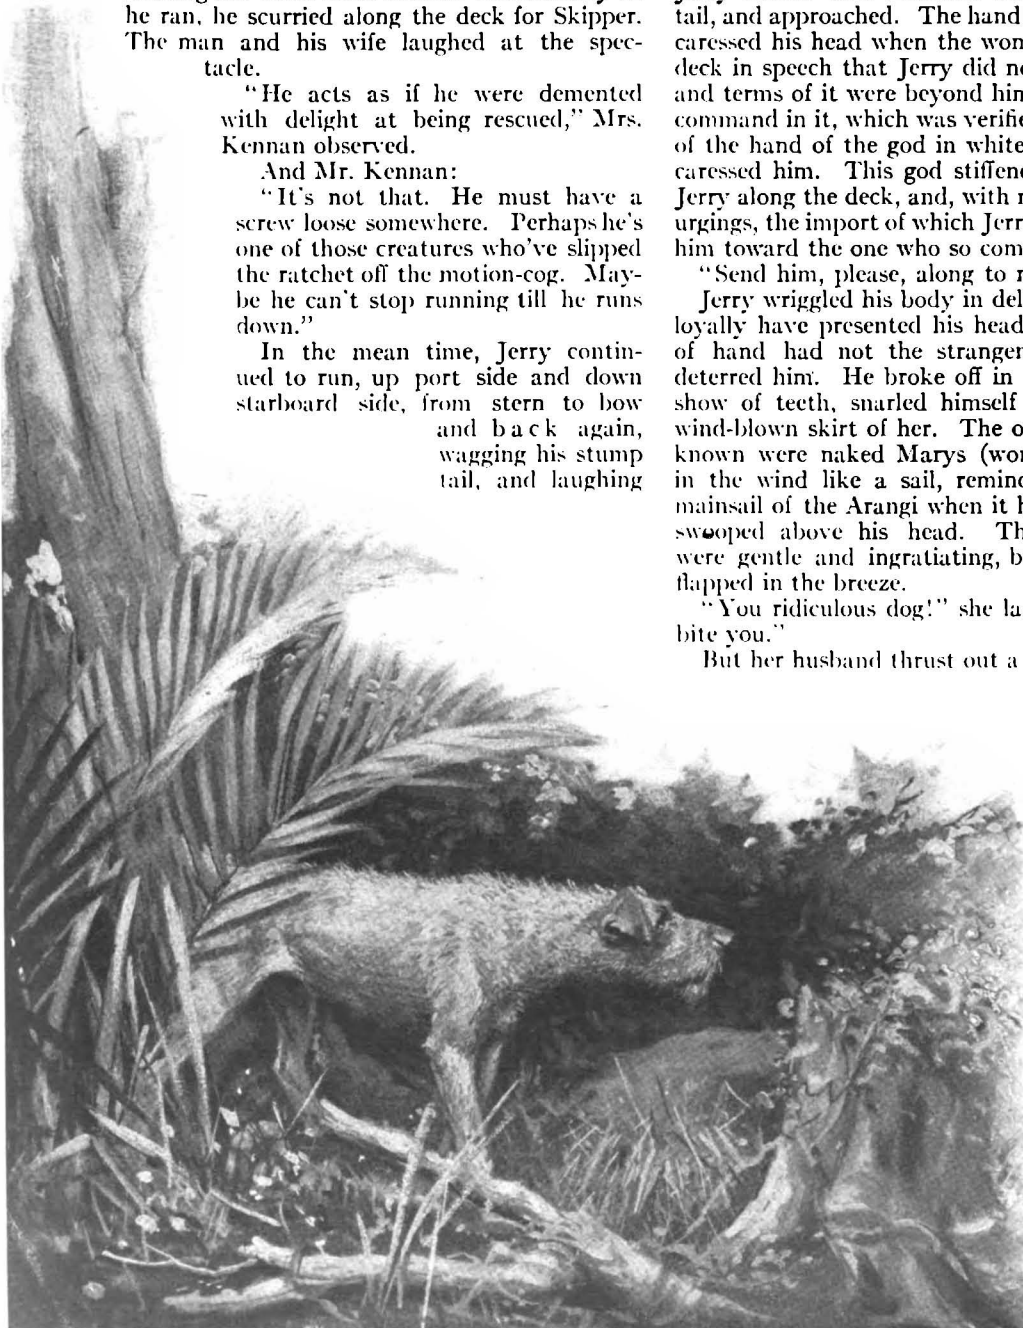 he ran, he scurried along the deck for Skipper.
The man and his wife laughed at the spec-
tacle.
"He acts as if he were demented
with delight at being rescued," Mrs.
Kennan observed.
And Mr. Kennan:
"It's not that. He must have a
screw loose somewhere. Perhaps he's
one of those creatures who've slipped
the ratchet off the motion-cog. May-
be he can't stop running till he runs
down."
In the mean time, Jerry contin-
ued to run, up port side and down
starboard side, from stern to bow
and back again,
wagging his stump
tail, and laughing
tail, and approached. The hand
caressed his head when the
deck in speech that Jerry did
and terms of it were beyond
command in it, which was
of the hand of the god in white
caressed him. This god
Jerry along the deck, and, with
urgings, the import of which
him toward the one who so
"Send him, please, along to
Jerry wriggled his body in
loyally have presented his head
of hand had not the
deterred him. He broke off in
show of teeth, snarled himself
wind-blown skirt of her. The
known were naked Marys
in the wind like a sail,
mainsail of the Arangi when it
swooped above his head.
were gentle and ingratiating,
flapped in the breeze.
"You ridiculous dog!" she
bite you."
But her husband thrust out a